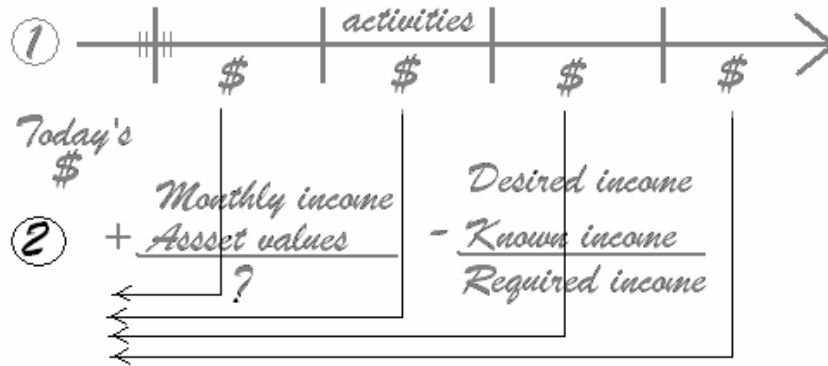 1
activities
$ $ $ $
Today's
$
2
Monthly income
+ Assset values
?
Desired income
- Known income
Required income